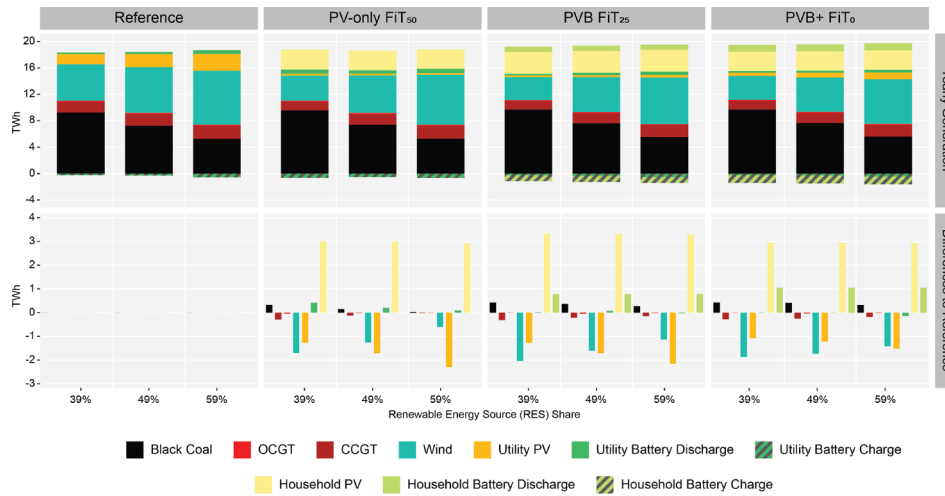 Reference
PV-only FiT₅₀
PVB FiT₂₅
PVB+ FiT₀
20
16
12
8
4
0
-4
TWh
4
3
2
1
0
-1
-2
-3
TWh
39% 49% 59% 39% 49% 59% 39% 49% 59% 39% 49% 59%
Renewable Energy Source (RES) Share
Black Coal OCGT CCGT Wind Utility PV Utility Battery Discharge Utility Battery Charge
Household PV Household Battery Discharge Household Battery Charge